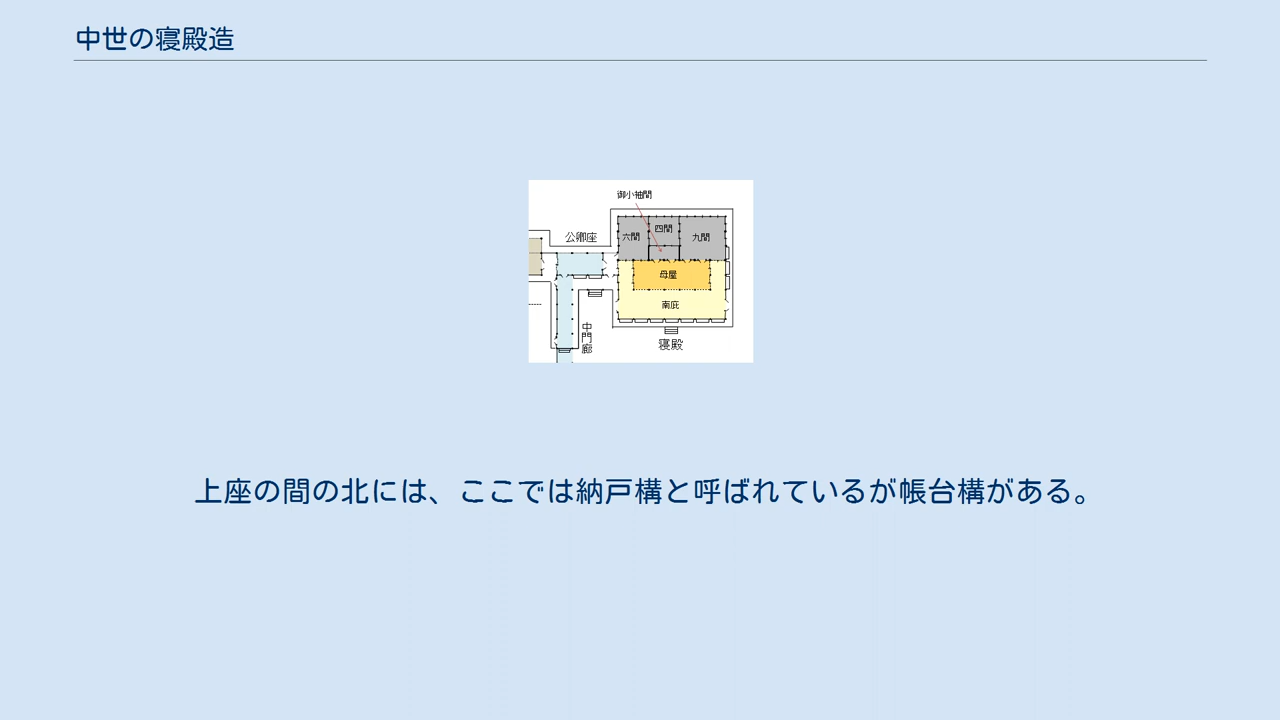 中世の寝殿造
御小袖間
公卿座
六間
四間
九間
母屋
南庇
中門廊
寝殿
上座の間の北には、ここでは納戸構と呼ばれているが帳台構がある。